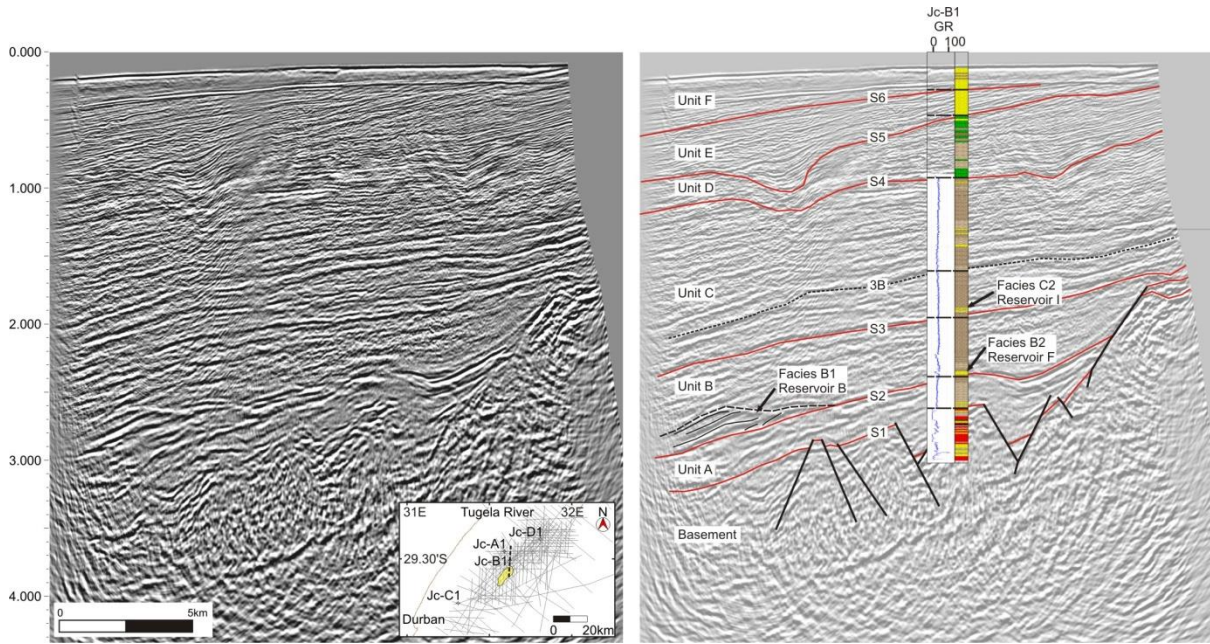 Jc-B1
GR
0 100
0.000
1.000
2.000
3.000
4.000
0 5km
31E Tugela River 32E N
Jc-D1
Jc-A1
29.30'S
Jc-B1
Jc-C1
Durban
0 20km
Unit F
S6
S5
Unit E
Unit D
S4
3B
Unit C
Facies C2
Reservoir I
S3
Facies B2
Reservoir F
Facies B1
Reservoir B
Unit B
S2
S1
Unit A
Basement